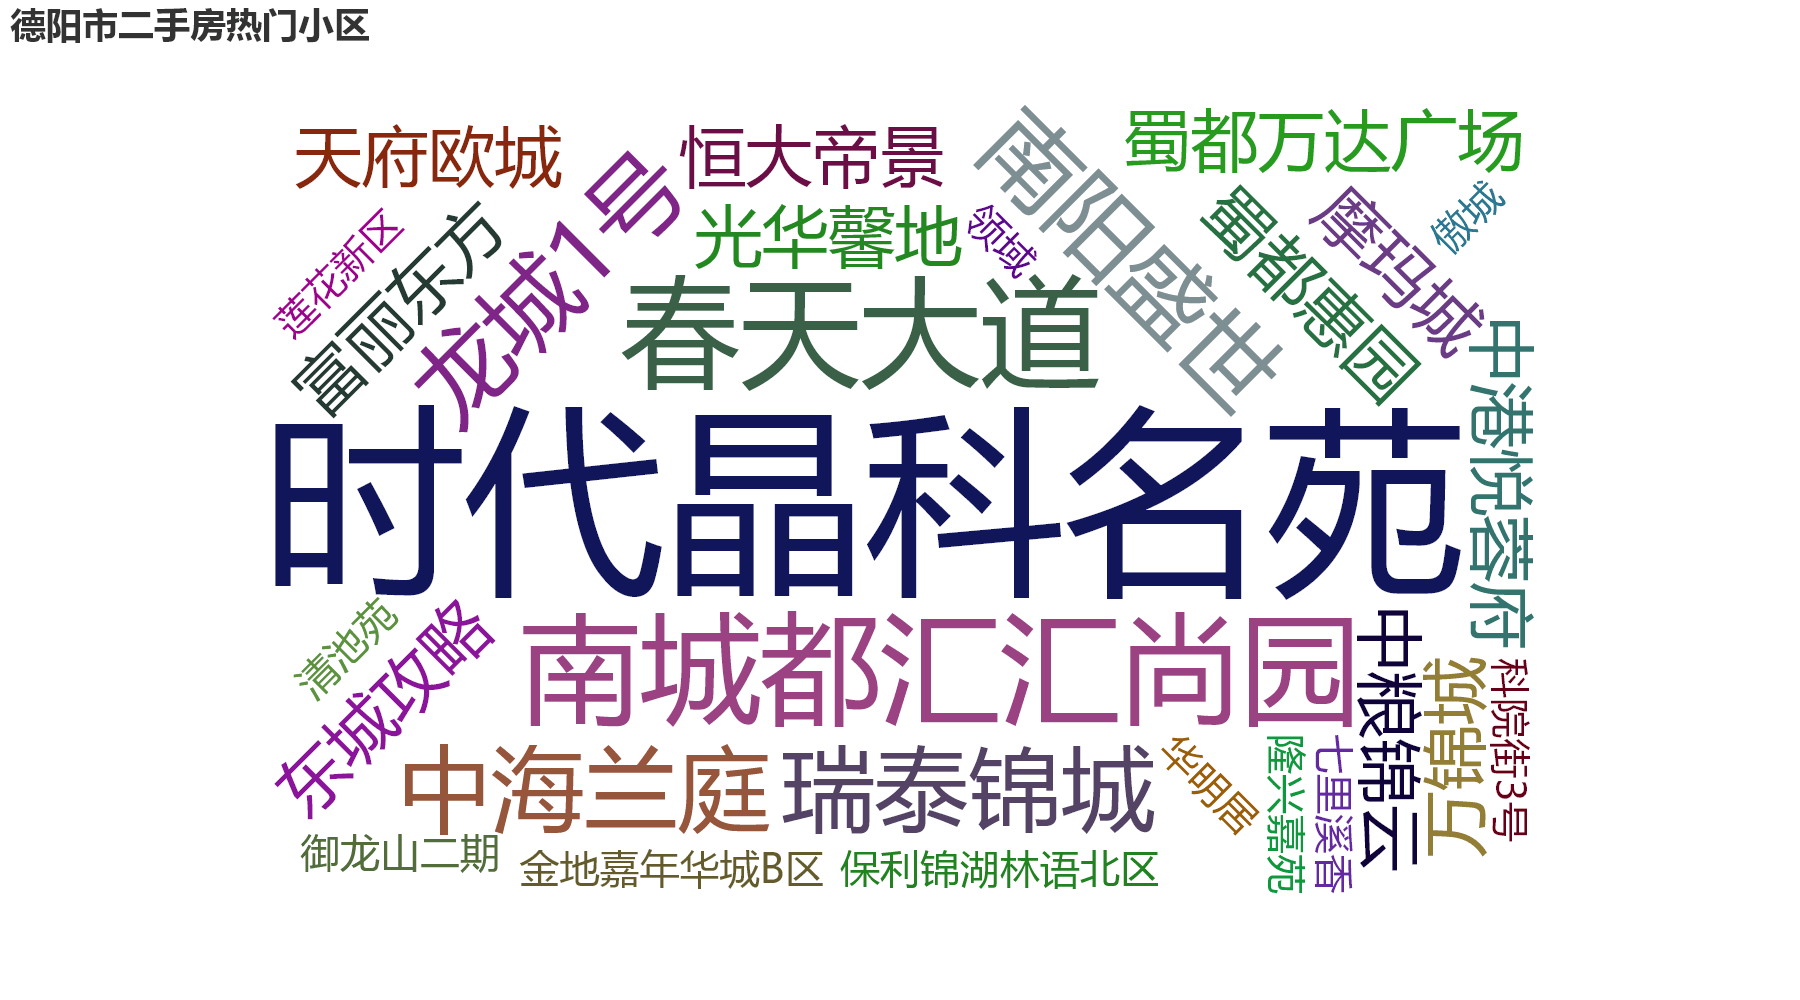 德阳市二手房热门小区
天府欧城
恒大帝景
蜀都万达广场
南阳盛世
龙城1号
光华馨地
领域
蜀都惠园
摩玛城
傲城
莲花新区
富丽东方
春天大道
中港悦蓉府
时代晶科名苑
清池苑
东城攻略
南城都汇汇尚园
中粮锦云
万锦城
科院街3号
中海兰庭
瑞泰锦城
华明居
隆兴嘉苑
七里溪香
御龙山二期
金地嘉年华城B区
保利锦湖林语北区